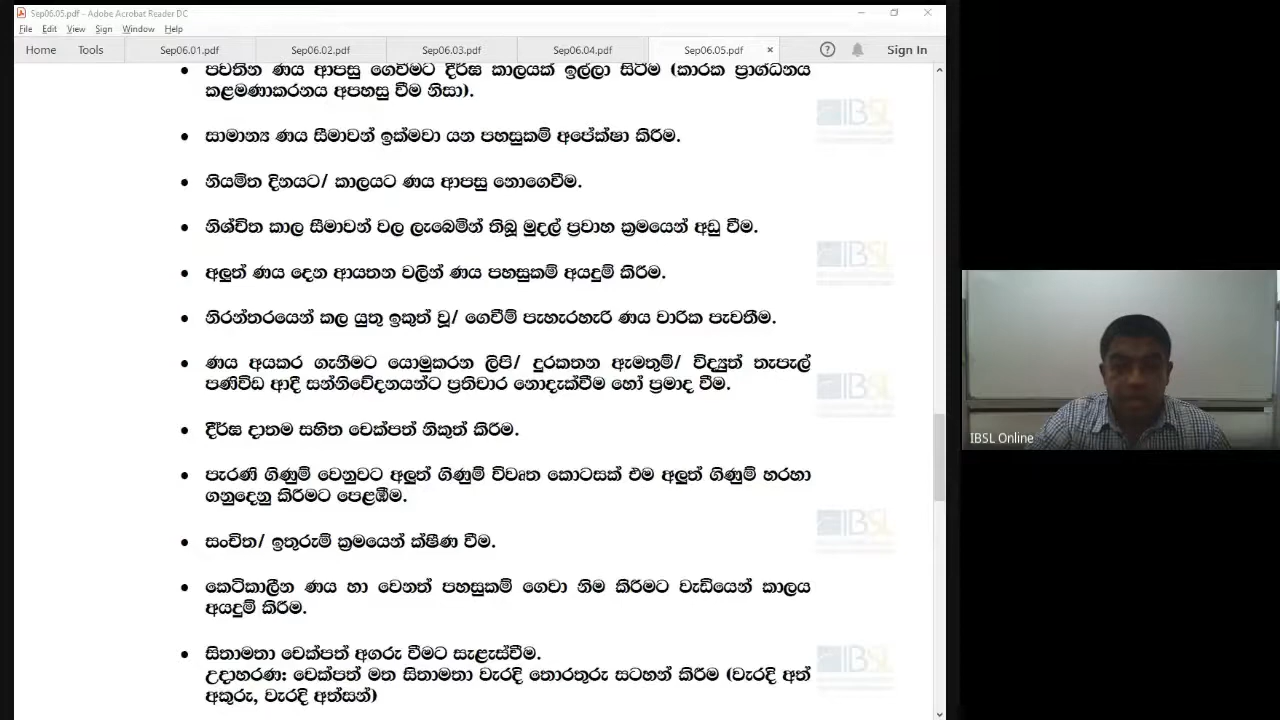 Sep06.05.pdf - Adobe Acrobat Reader DC
File Edit View Sign Window Help
Home Tools Sep06.01.pdf Sep06.02.pdf Sep06.03.pdf Sep06.04.pdf Sep06.05.pdf × Sign In
• පවතින ණය ආපසු ගෙවීමට දීර්ඝ කාලයක් ඉල්ලා සිටීම (කාරක ප්‍රාග්ධනය
කළමණාකරනය අපහසු වීම නිසා).
• සාමාන්‍ය ණය සීමාවන් ඉක්මවා යන පහසුකම් අපේක්ෂා කිරීම.
• නියමිත දිනයට/ කාලයට ණය ආපසු නොගෙවීම.
• නිශ්චිත කාල සීමාවන් වල ලැබෙමින් තිබූ මුදල් ප්‍රවාහ ක්‍රමයෙන් අඩු වීම.
• අලුත් ණය දෙන ආයතන වලින් ණය පහසුකම් අයදුම් කිරීම.
• නිරන්තරයෙන් කල යුතු ඉකුත් වූ/ ගෙවීම් පැහැරහැරි ණය වාරික පැවතීම.
• ණය අයකර ගැනීමට යොමුකරන ලිපි/ දුරකතන ඇමතුම්/ විද්‍යුත් තැපැල්
පණිවිඩ ආදී සන්නිවේදනයන්ට ප්‍රතිචාර නොදැක්වීම හෝ ප්‍රමාද වීම.
• දීර්ඝ දාතම සහිත චෙක්පත් නිකුත් කිරීම.
• පැරණි ගිණුම් වෙනුවට අලුත් ගිණුම් විවෘත කොටසක් එම අලුත් ගිණුම් හරහා
ගනුදෙනු කිරීමට පෙළඹීම.
• සංචිත/ ඉතුරුම් ක්‍රමයෙන් ක්ෂීණ වීම.
• කෙටිකාලීන ණය හා වෙනත් පහසුකම් ගෙවා නිම කිරීමට වැඩියෙන් කාලය
අයදුම් කිරීම.
• සිතාමතා චෙක්පත් අගරු වීමට සැළැස්වීම.
උදාහරණ: චෙක්පත් මත සිතාමතා වැරදි තොරතුරු සටහන් කිරීම (වැරදි අත්
අකුරු, වැරදි අත්සන්)
IBSL
IBSL
IBSL
IBSL
IBSL
IBSL Online